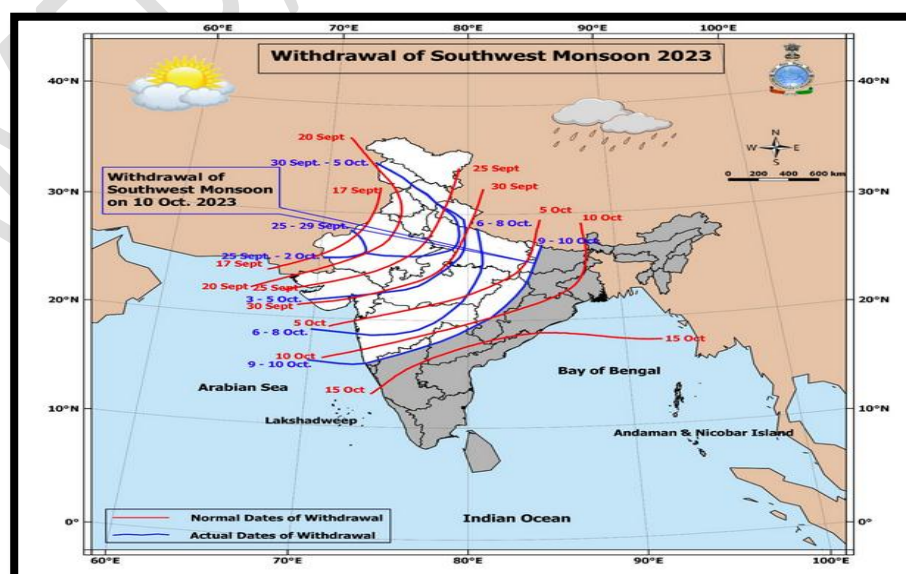 60°E 70°E 80°E 90°E 100°E
Withdrawal of Southwest Monsoon 2023
40°N 40°N
20 Sept
30 Sept. - 5 Oct. 25 Sept
N
W E
S
Withdrawal of
Southwest Monsoon
on 10 Oct. 2023
17 Sept 30 Sept
0 200 400 600 km
30°N 30°N
5 Oct 10 Oct
25 - 29 Sept. 6 - 8 Oct.
9 - 10 Oct.
25 Sept. - 2 Oct.
17 Sept
20 Sept 25 Sept
3 - 5 Oct.
30 Sept
20°N 20°N
5 Oct
6 - 8 Oct.
15 Oct
10 Oct
9 - 10 Oct.
Bay of Bengal
Arabian Sea 15 Oct
10°N 10°N
Lakshadweep
Andaman & Nicobar Island
Normal Dates of Withdrawal
Indian Ocean
0° 0°
Actual Dates of Withdrawal
60°E 70°E 80°E 90°E 100°E